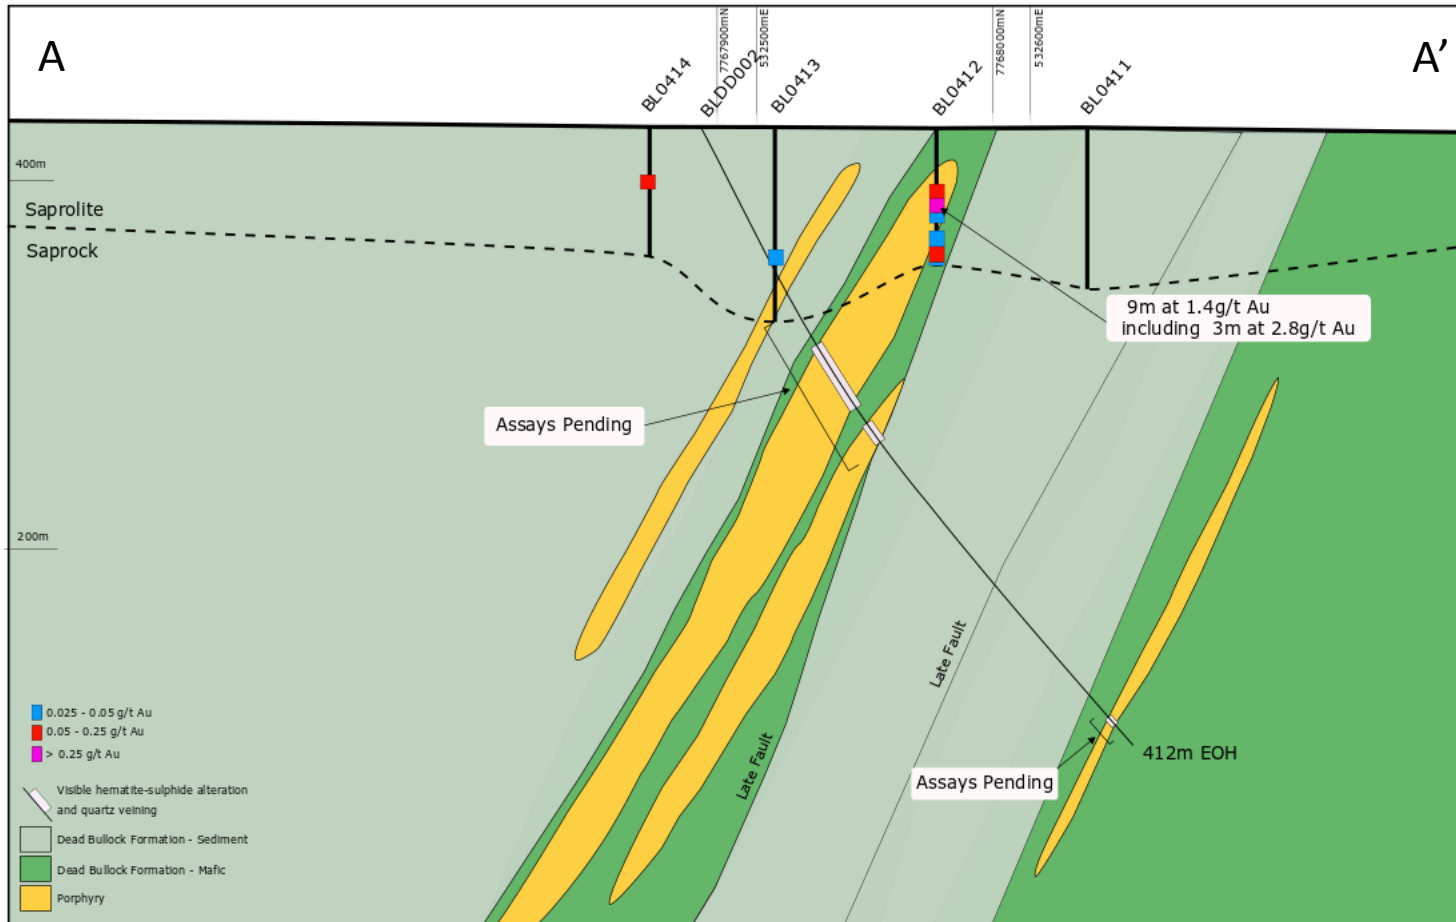 A
A’
7767900mN
532500mE
7768000mN
532600mE
BL0414
BLDD002
BL0413
BL0412
BL0411
400m
Saprolite
Saprock
9m at 1.4g/t Au
including 3m at 2.8g/t Au
Assays Pending
200m
Late Fault
Late Fault
412m EOH
Assays Pending
0.025 - 0.05 g/t Au
0.05 - 0.25 g/t Au
> 0.25 g/t Au
Visible hematite-sulphide alteration
and quartz veining
Dead Bullock Formation - Sediment
Dead Bullock Formation - Mafic
Porphyry